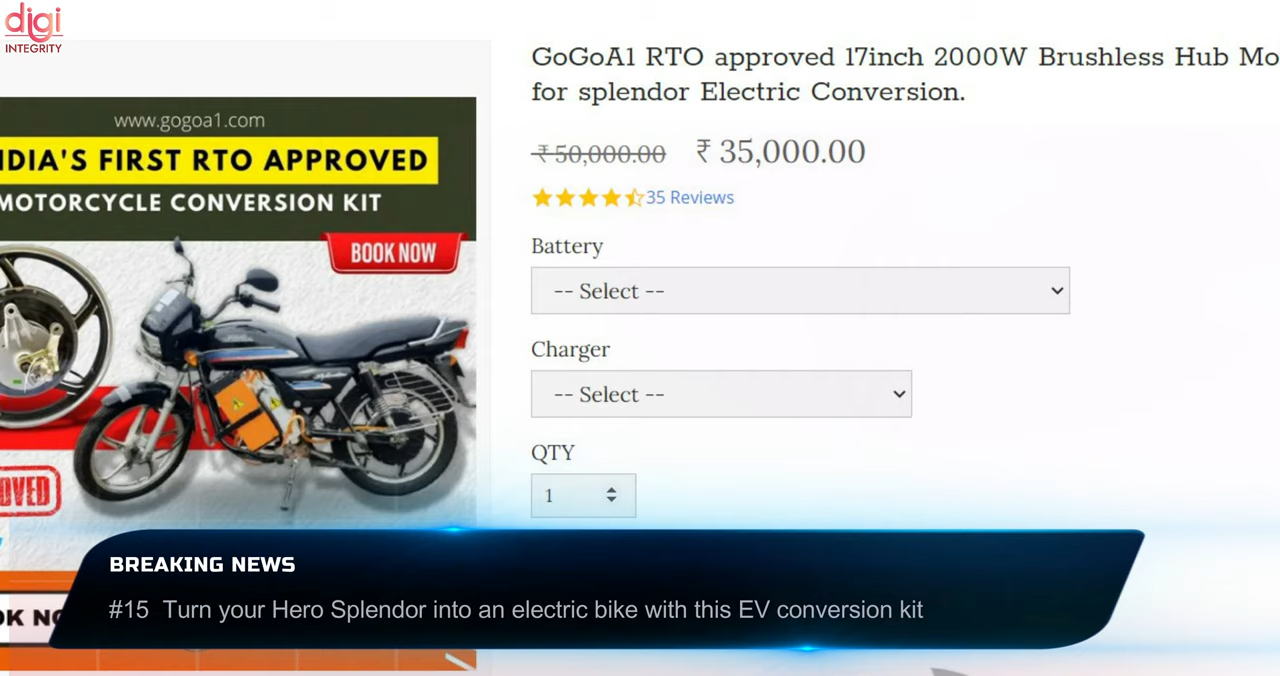 digi
INTEGRITY
GoGoA1 RTO approved 17inch 2000W Brushless Hub Mo
for splendor Electric Conversion.
www.gogoa1.com
NDIA'S FIRST RTO APPROVED
MOTORCYCLE CONVERSION KIT
BOOK NOW
₹ 50,000.00 ₹ 35,000.00
35 Reviews
Battery
-- Select --
Charger
-- Select --
QTY
1
OVED
BREAKING NEWS
#15 Turn your Hero Splendor into an electric bike with this EV conversion kit
OK NO